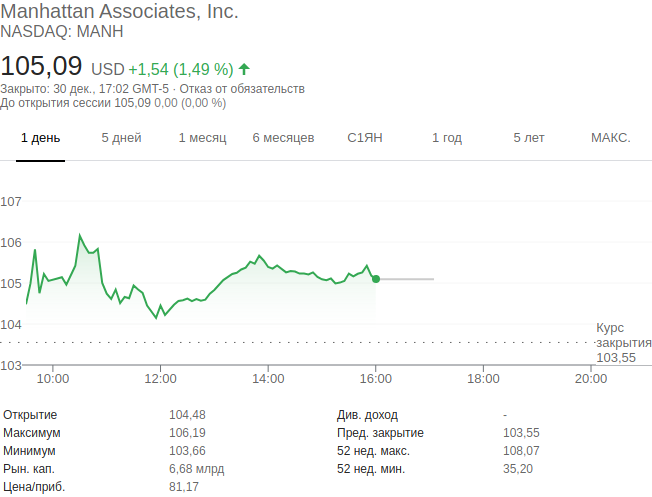 Manhattan Associates, Inc.
NASDAQ: MANH
105,09 USD +1,54 (1,49 %)
Закрыто: 30 дек., 17:02 GMT-5 · Отказ от обязательств
До открытия сессии 105,09 0,00 (0,00 %)
1 день 5 дней 1 месяц 6 месяцев С1ЯН 1 год 5 лет МАКС.
107
106
105
104
Курс
закрытия
103,55
103
10:00 12:00 14:00 16:00 18:00 20:00
Открытие 104,48 Див. доход -
Максимум 106,19 Пред. закрытие 103,55
Минимум 103,66 52 нед. макс. 108,07
Рын. кап. 6,68 млрд 52 нед. мин. 35,20
Цена/приб. 81,17